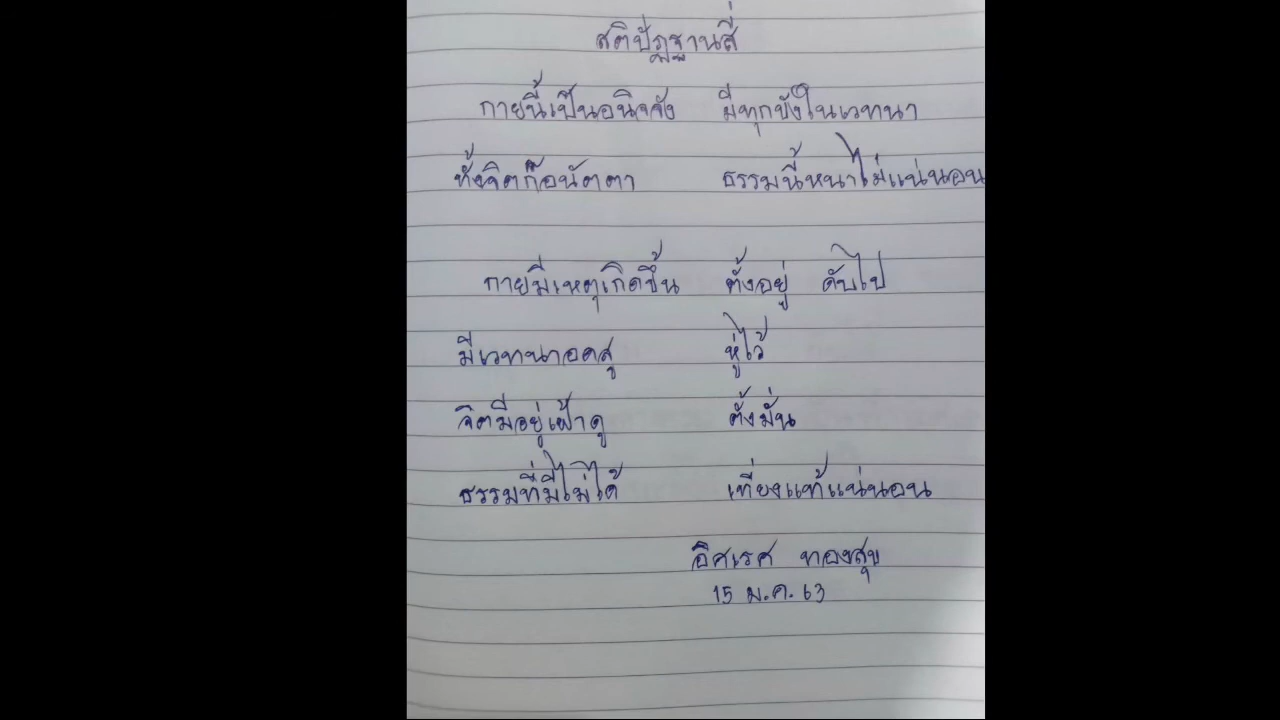 สติปัฏฐานสี่
กายนี้เป็นอนิจจัง มีทุกขังในเวทนา
ทั้งจิตก็อนัตตา ธรรมนี้หนาไม่แน่นอน
กายมีเหตุเกิดขึ้น ตั้งอยู่ ดับไป
มีเวทนาอดสู หู่ไว้
จิตมีอยู่เฝ้าดู ตั้งมั่น
ธรรมที่มีไม่ได้ เที่ยงแท้แน่นอน
อิศเรศ ทองสุข
15 ม.ค. 63